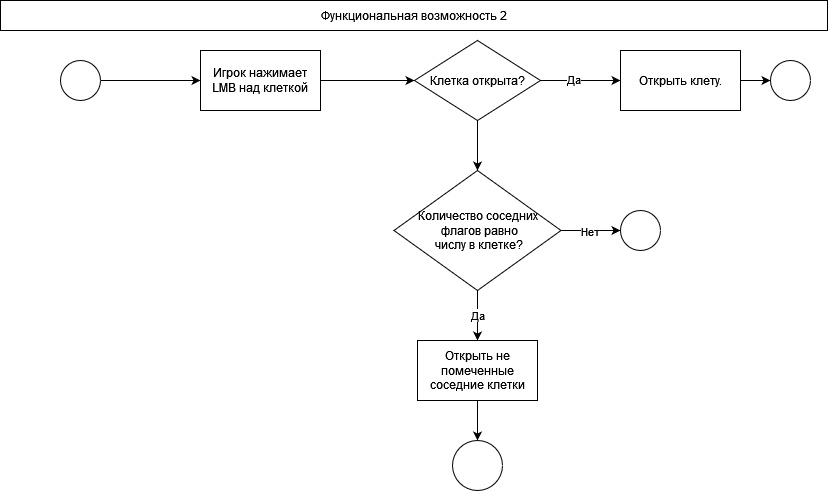 Функциональная возможность 2
Игрок нажимает
LMB над клеткой
Клетка открыта?
Да
Открыть клету.
Количество соседних
флагов равно
числу в клетке?
Нет
Да
Открыть не
помеченные
соседние клетки